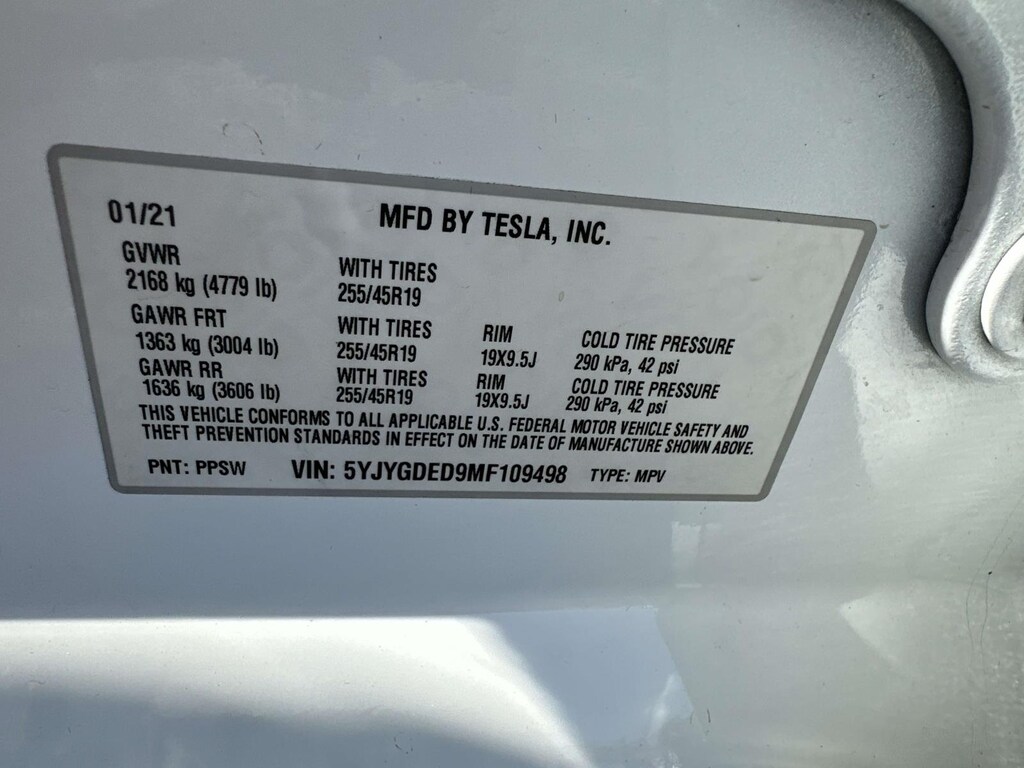 01/21 MFD BY TESLA, INC.
GVWR WITH TIRES
2168 kg (4779 lb) 255/45R19
GAWR FRT WITH TIRES RIM COLD TIRE PRESSURE
1363 kg (3004 lb) 255/45R19 19X9.5J 290 kPa, 42 psi
GAWR RR WITH TIRES RIM COLD TIRE PRESSURE
1636 kg (3606 lb) 255/45R19 19X9.5J 290 kPa, 42 psi
THIS VEHICLE CONFORMS TO ALL APPLICABLE U.S. FEDERAL MOTOR VEHICLE SAFETY AND
THEFT PREVENTION STANDARDS IN EFFECT ON THE DATE OF MANUFACTURE SHOWN ABOVE.
PNT: PPSW VIN: 5YJYGDED9MF109498 TYPE: MPV